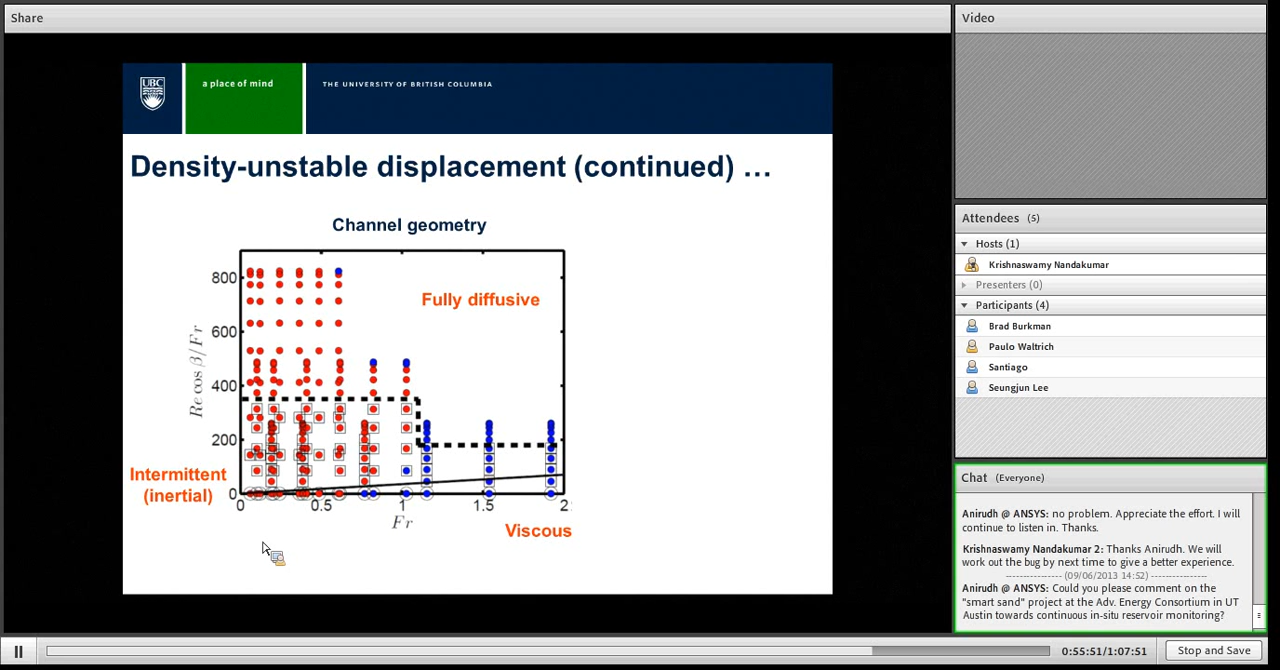 Share
UBC
a place of mind
THE UNIVERSITY OF BRITISH COLUMBIA
Density-unstable displacement (continued) ...
Channel geometry
Fully diffusive
800
600
400
200
0
Re cos β/Fr
Intermittent
(inertial)
0 0.5 1 1.5 2
Fr
Viscous
Video
Attendees (5)
Hosts (1)
Krishnaswamy Nandakumar
Presenters (0)
Participants (4)
Brad Burkman
Paulo Waltrich
Santiago
Seungjun Lee
Chat (Everyone)
Anirudh @ ANSYS: no problem. Appreciate the effort. I will
continue to listen in. Thanks.
Krishnaswamy Nandakumar 2: Thanks Anirudh. We will
work out the bug by next time to give a better experience.
---------------- (09/06/2013 14:52) ----------------
Anirudh @ ANSYS: Could you please comment on the
"smart sand" project at the Adv. Energy Consortium in UT
Austin towards continuous in-situ reservoir monitoring?
0:55:51/1:07:51
Stop and Save